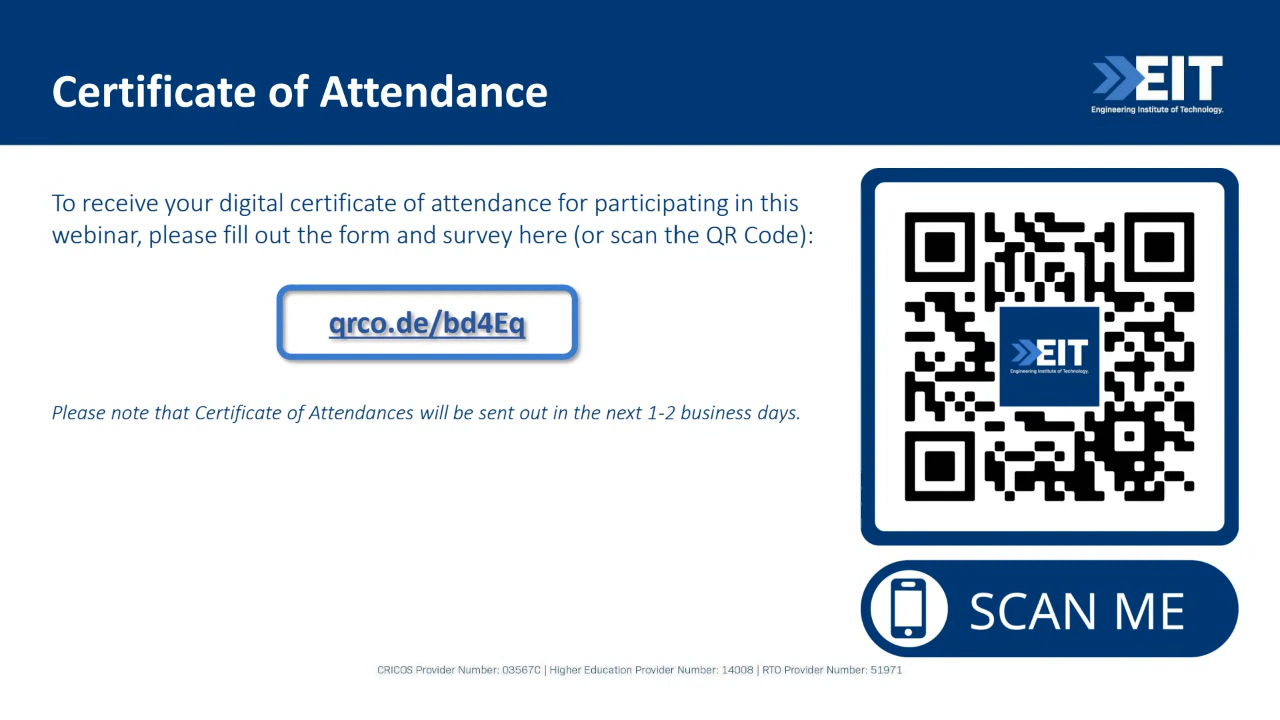 Certificate of Attendance
EIT
Engineering Institute of Technology.
To receive your digital certificate of attendance for participating in this
webinar, please fill out the form and survey here (or scan the QR Code):
qrco.de/bd4Eq
Please note that Certificate of Attendances will be sent out in the next 1-2 business days.
EIT
Engineering Institute of Technology.
SCAN ME
CRICOS Provider Number: 03567C | Higher Education Provider Number: 14008 | RTO Provider Number: 51971